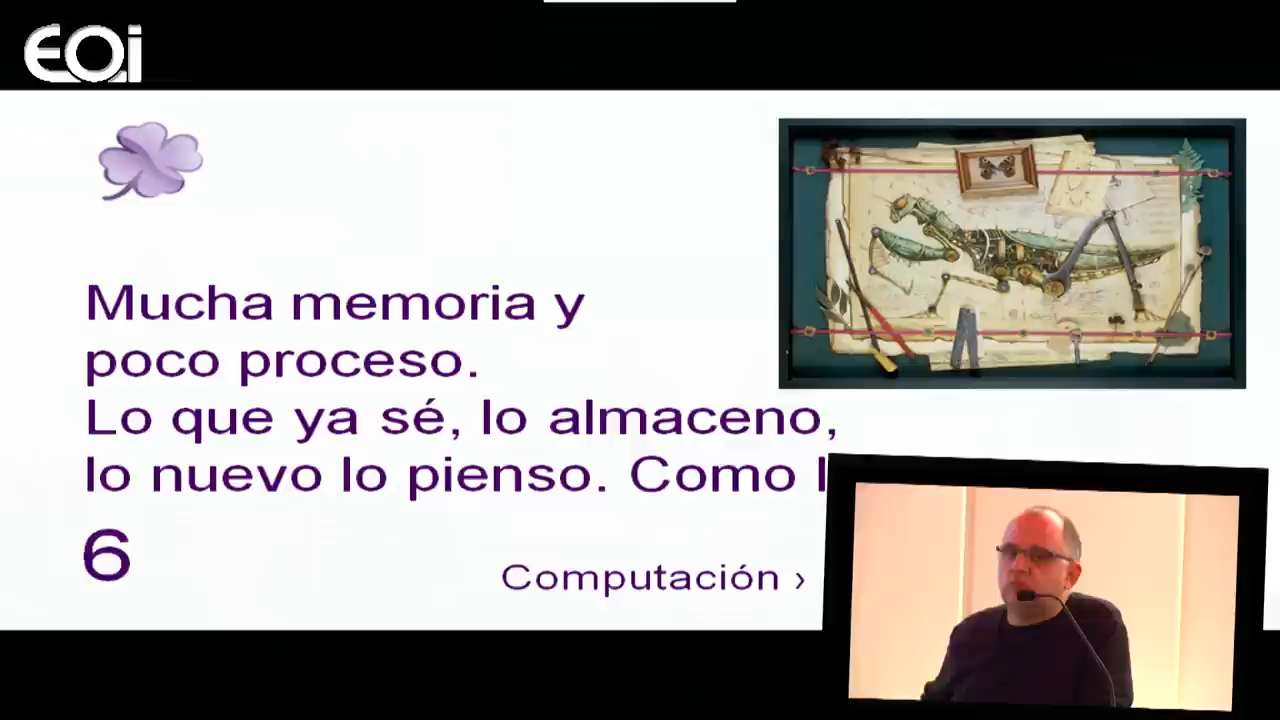 EOi
Mucha memoria y
poco proceso.
Lo que ya sé, lo almaceno,
lo nuevo lo pienso. Como
6
Computación ›